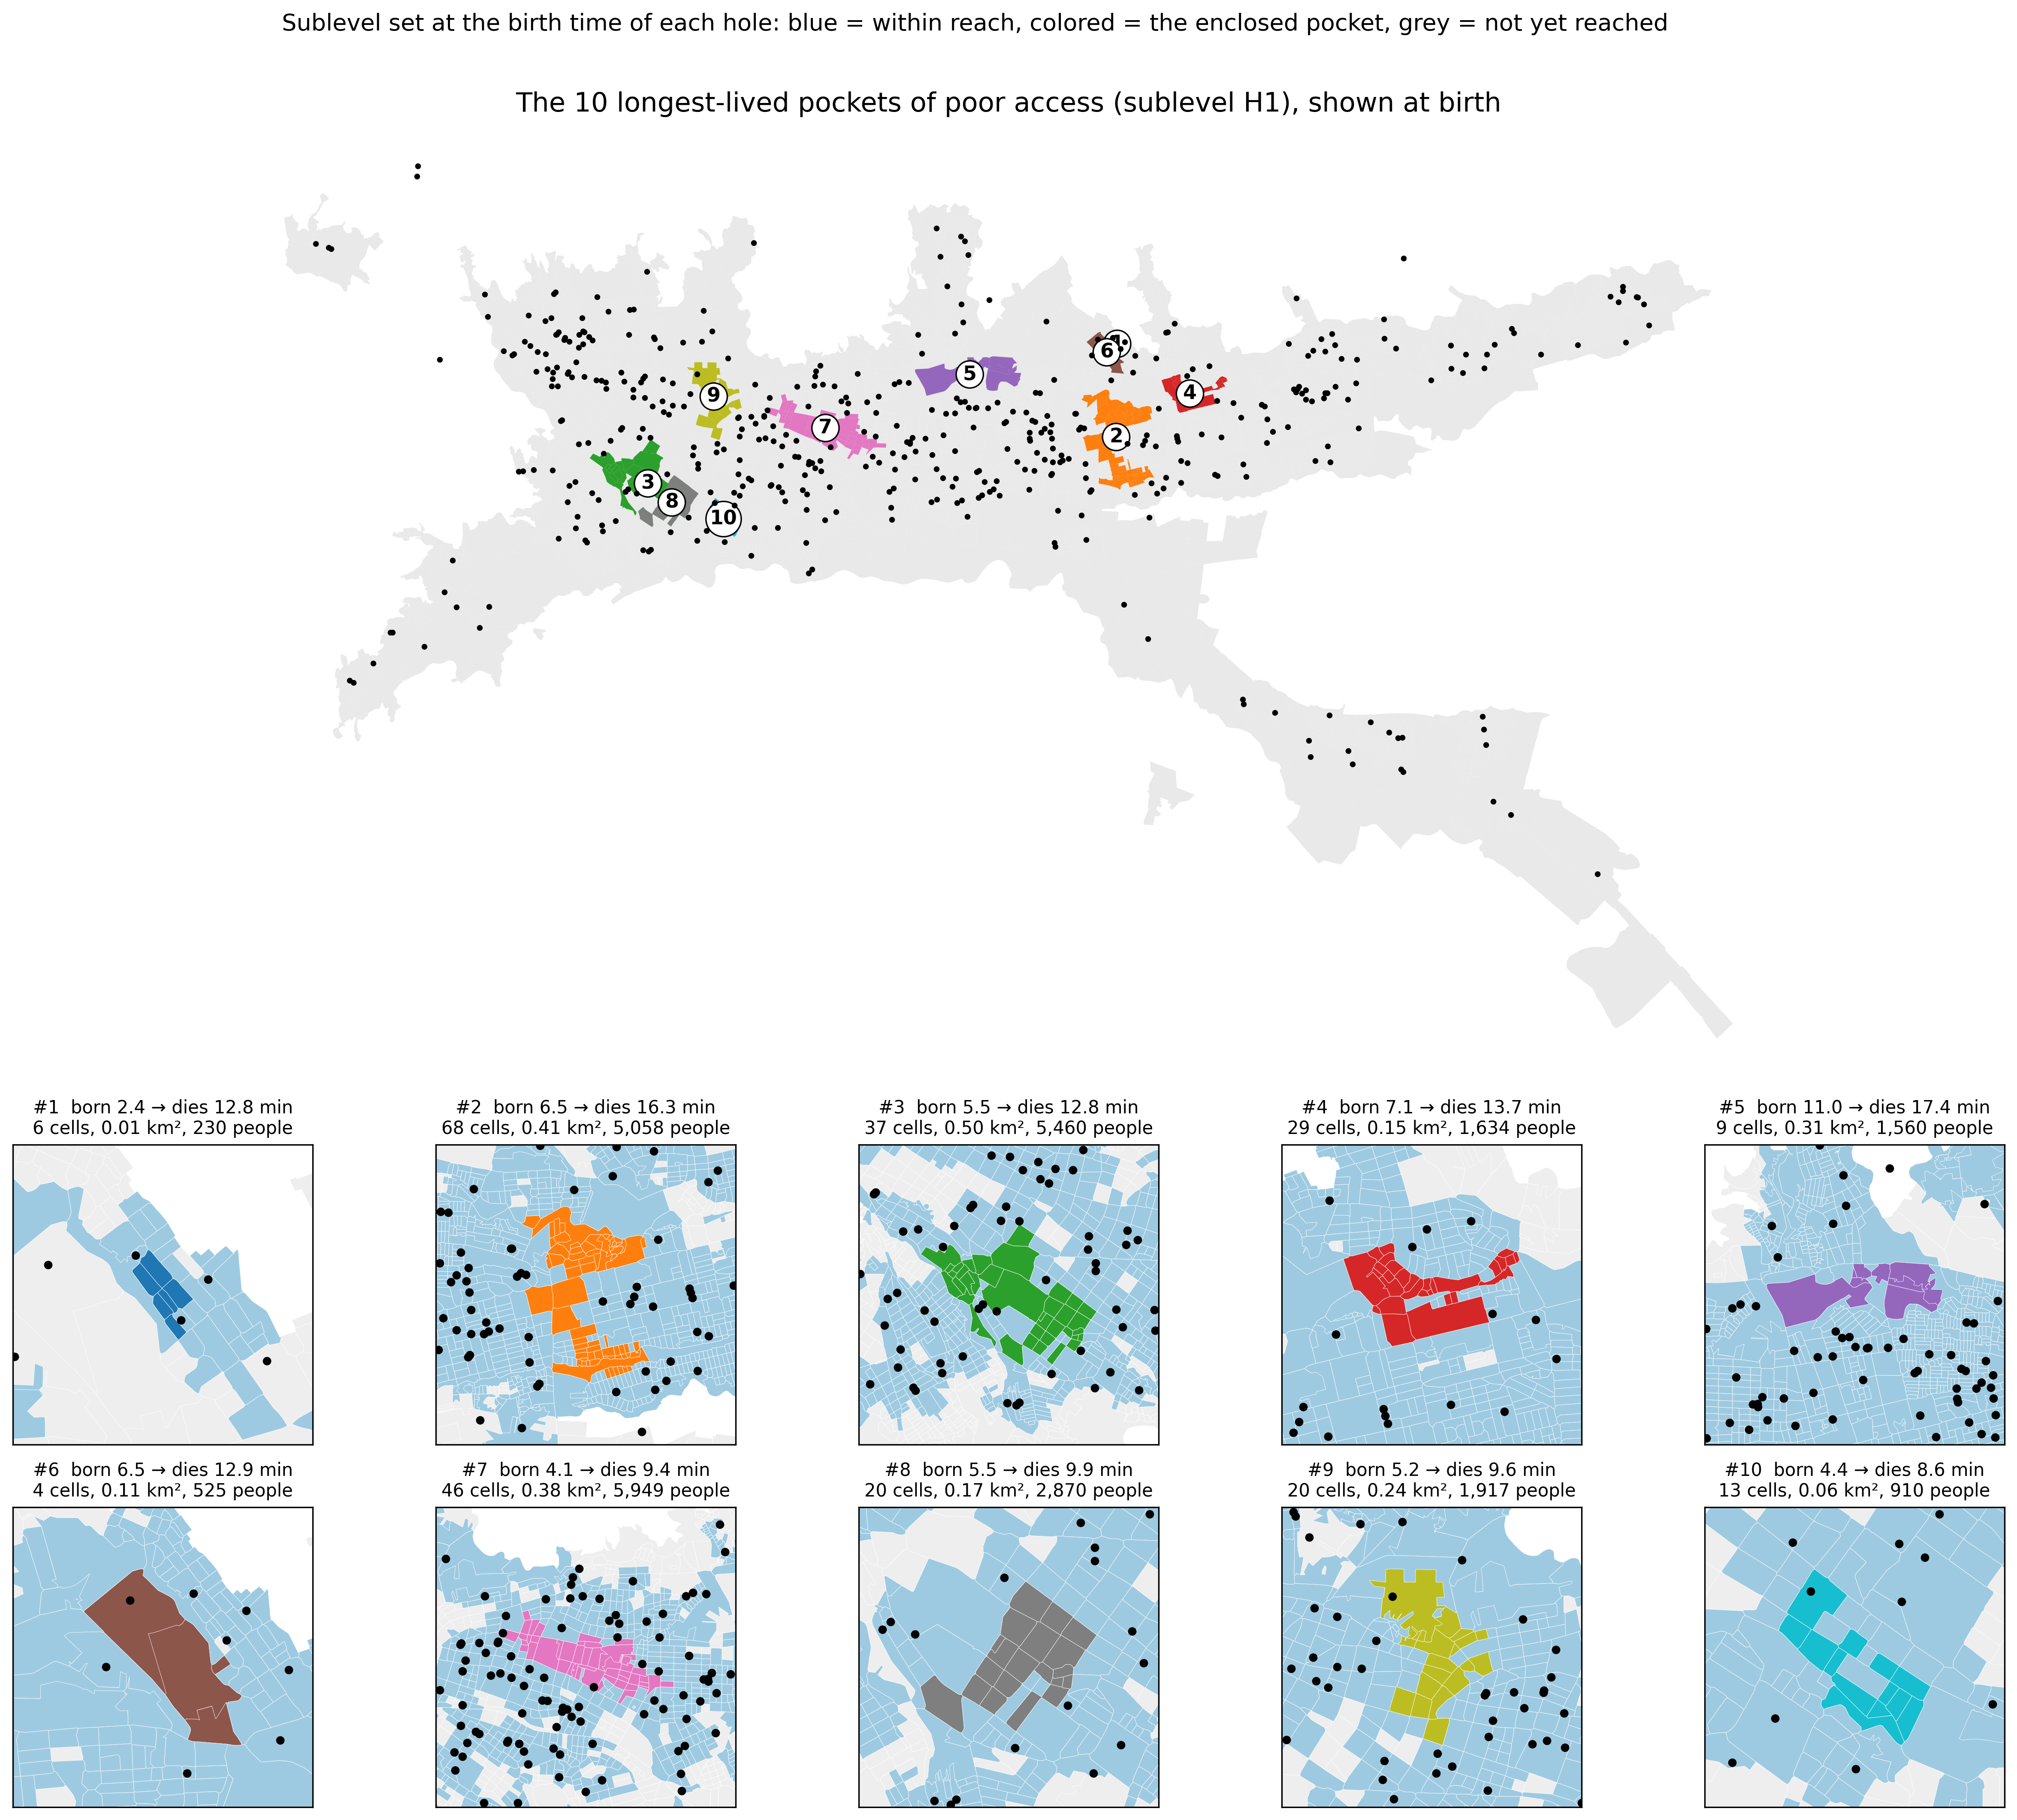 Sublevel set at the birth time of each hole: blue = within reach, colored = the enclosed pocket, grey = not yet reached
The 10 longest-lived pockets of poor access (sublevel H1), shown at birth
6
5
4
9
7
2
3
8
10
#1  born 2.4 → dies 12.8 min
6 cells, 0.01 km², 230 people
#2  born 6.5 → dies 16.3 min
68 cells, 0.41 km², 5,058 people
#3  born 5.5 → dies 12.8 min
37 cells, 0.50 km², 5,460 people
#4  born 7.1 → dies 13.7 min
29 cells, 0.15 km², 1,634 people
#5  born 11.0 → dies 17.4 min
9 cells, 0.31 km², 1,560 people
#6  born 6.5 → dies 12.9 min
4 cells, 0.11 km², 525 people
#7  born 4.1 → dies 9.4 min
46 cells, 0.38 km², 5,949 people
#8  born 5.5 → dies 9.9 min
20 cells, 0.17 km², 2,870 people
#9  born 5.2 → dies 9.6 min
20 cells, 0.24 km², 1,917 people
#10  born 4.4 → dies 8.6 min
13 cells, 0.06 km², 910 people